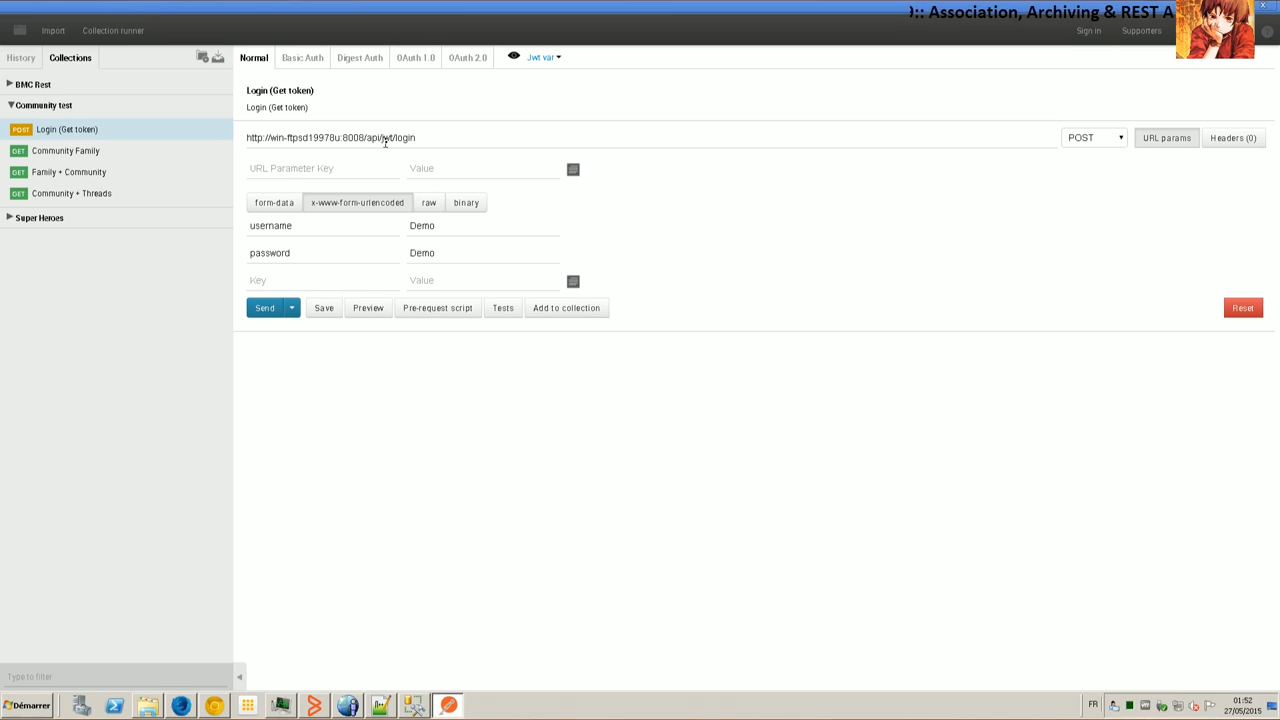 :: Association, Archiving & REST A
Import
Collection runner
Sign in
Supporters
History
Collections
Normal
Basic Auth
Digest Auth
OAuth 1.0
OAuth 2.0
Jwt var
BMC Rest
Community test
POST Login (Get token)
GET Community Family
GET Family + Community
GET Community + Threads
Super Heroes
Login (Get token)
Login (Get token)
http://win-ftpsd19978u:8008/api/jwt/login
POST
URL params
Headers (0)
URL Parameter Key
Value
form-data
x-www-form-urlencoded
raw
binary
username
Demo
password
Demo
Key
Value
Send
Save
Preview
Pre-request script
Tests
Add to collection
Reset
Type to filter
Démarrer
FR
01:52
27/05/2015